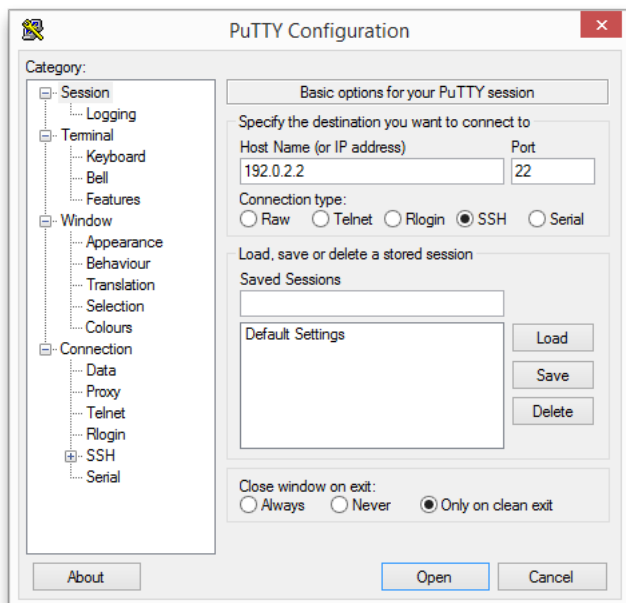 PuTTY Configuration
Category:
Session
Logging
Terminal
Keyboard
Bell
Features
Window
Appearance
Behaviour
Translation
Selection
Colours
Connection
Data
Proxy
Telnet
Rlogin
SSH
Serial
Basic options for your PuTTY session
Specify the destination you want to connect to
Host Name (or IP address) Port
192.0.2.2 22
Connection type:
Raw Telnet Rlogin SSH Serial
Load, save or delete a stored session
Saved Sessions
Default Settings
Load
Save
Delete
Close window on exit:
Always Never Only on clean exit
About Open Cancel